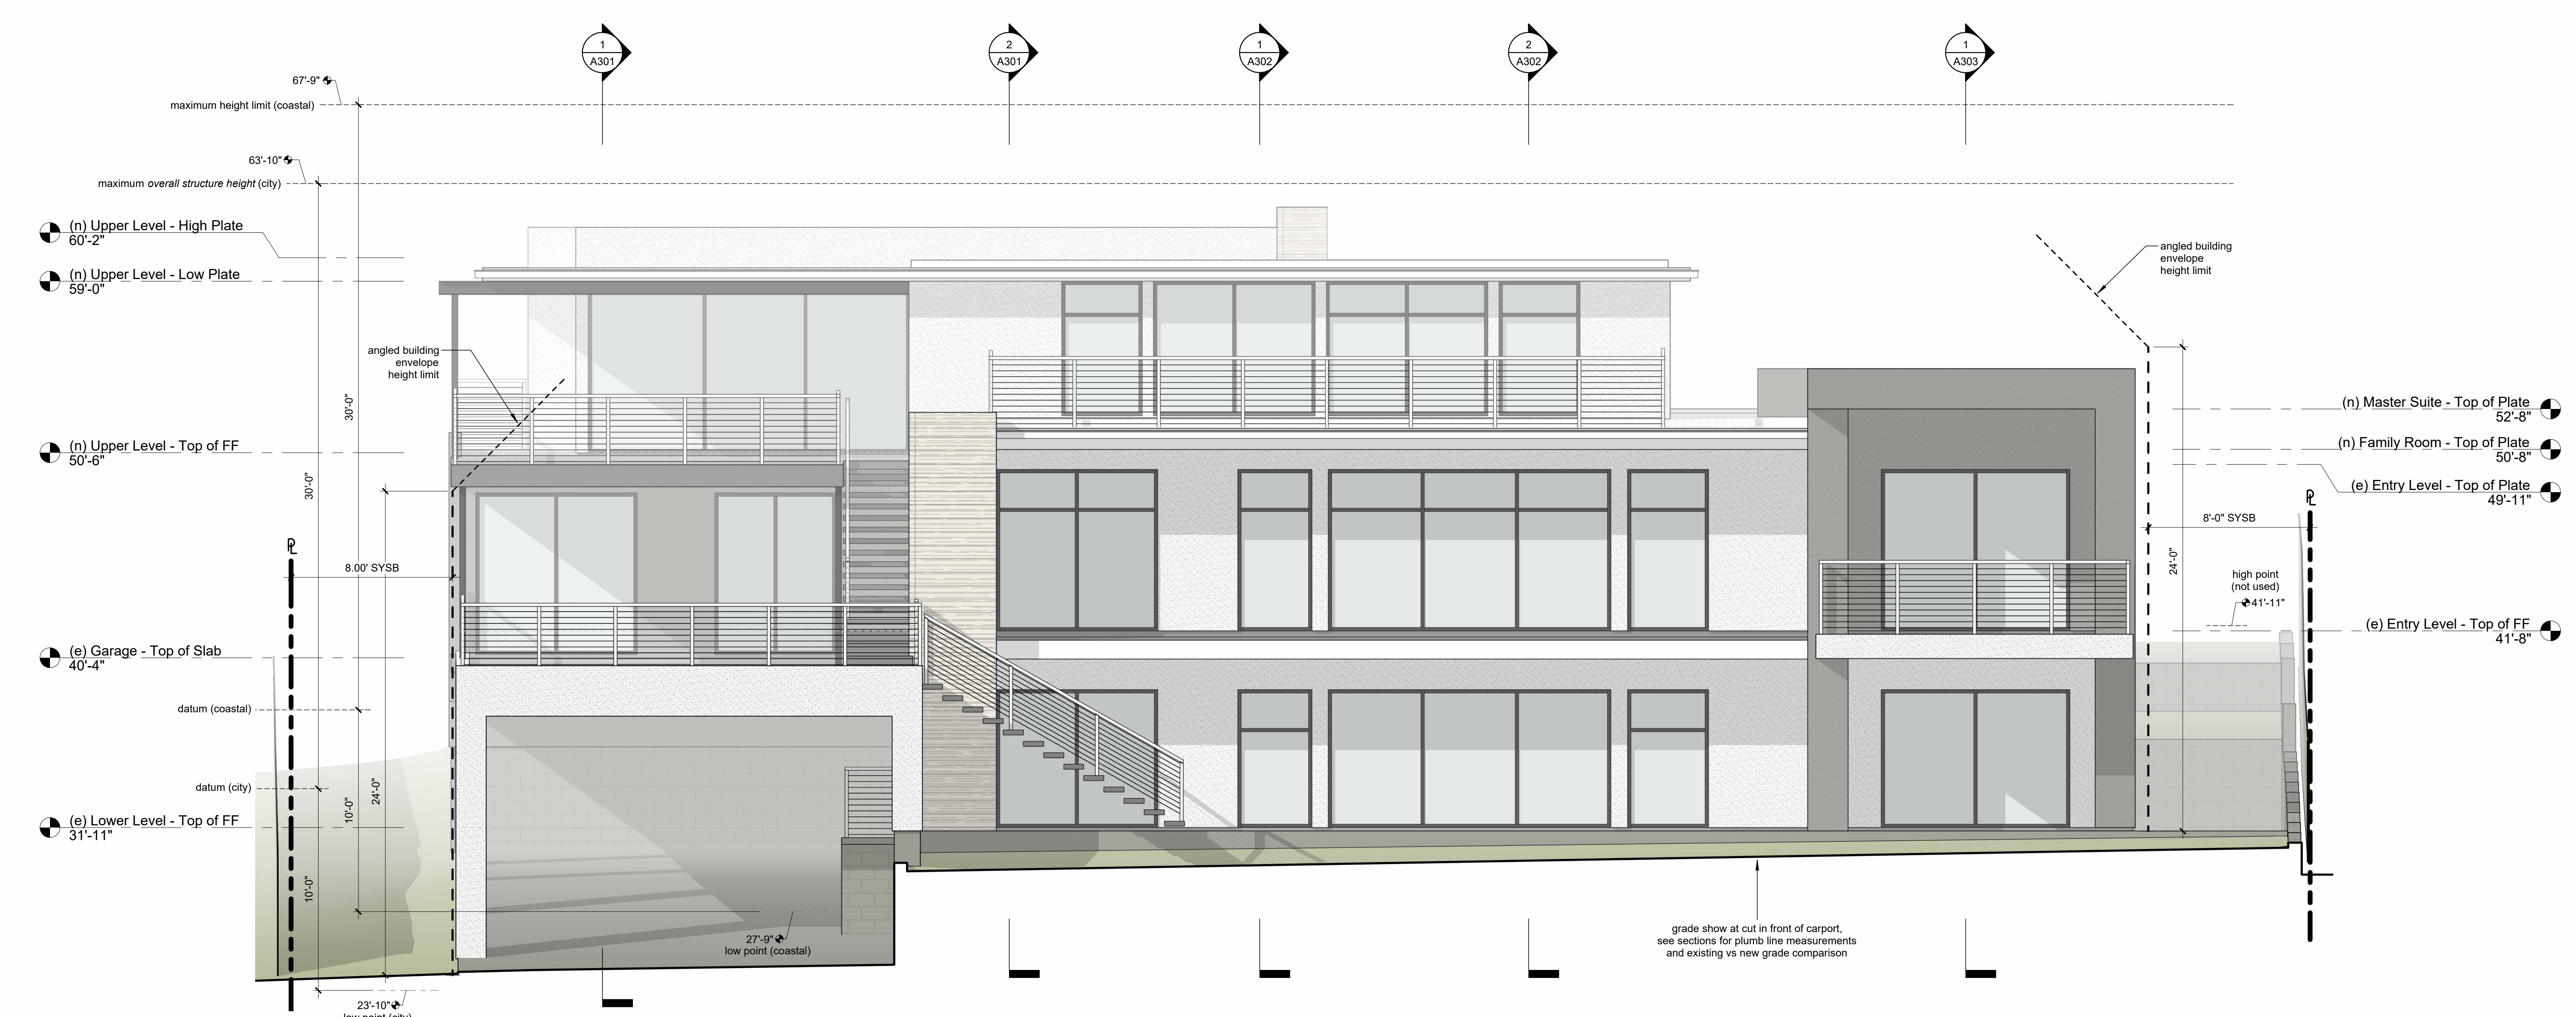 1
A301
2
A301
1
A302
2
A302
1
A303
67'-9"
maximum height limit (coastal)
63'-10"
maximum overall structure height (city)
(n) Upper Level - High Plate
60'-2"
(n) Upper Level - Low Plate
59'-0"
angled building
envelope
height limit
angled building
envelope
height limit
30'-0"
30'-0"
(n) Upper Level - Top of FF
50'-6"
(n) Master Suite - Top of Plate
52'-8"
(n) Family Room - Top of Plate
50'-8"
(e) Entry Level - Top of Plate
49'-11"
PL
PL
8'-0" SYSB
8.00' SYSB
24'-0"
high point
(not used)
41'-11"
(e) Entry Level - Top of FF
41'-8"
(e) Garage - Top of Slab
40'-4"
datum (coastal)
datum (city)
24'-0"
10'-0"
10'-0"
(e) Lower Level - Top of FF
31'-11"
27'-9"
low point (coastal)
grade show at cut in front of carport,
see sections for plumb line measurements
and existing vs new grade comparison
23'-10"
low point (city)